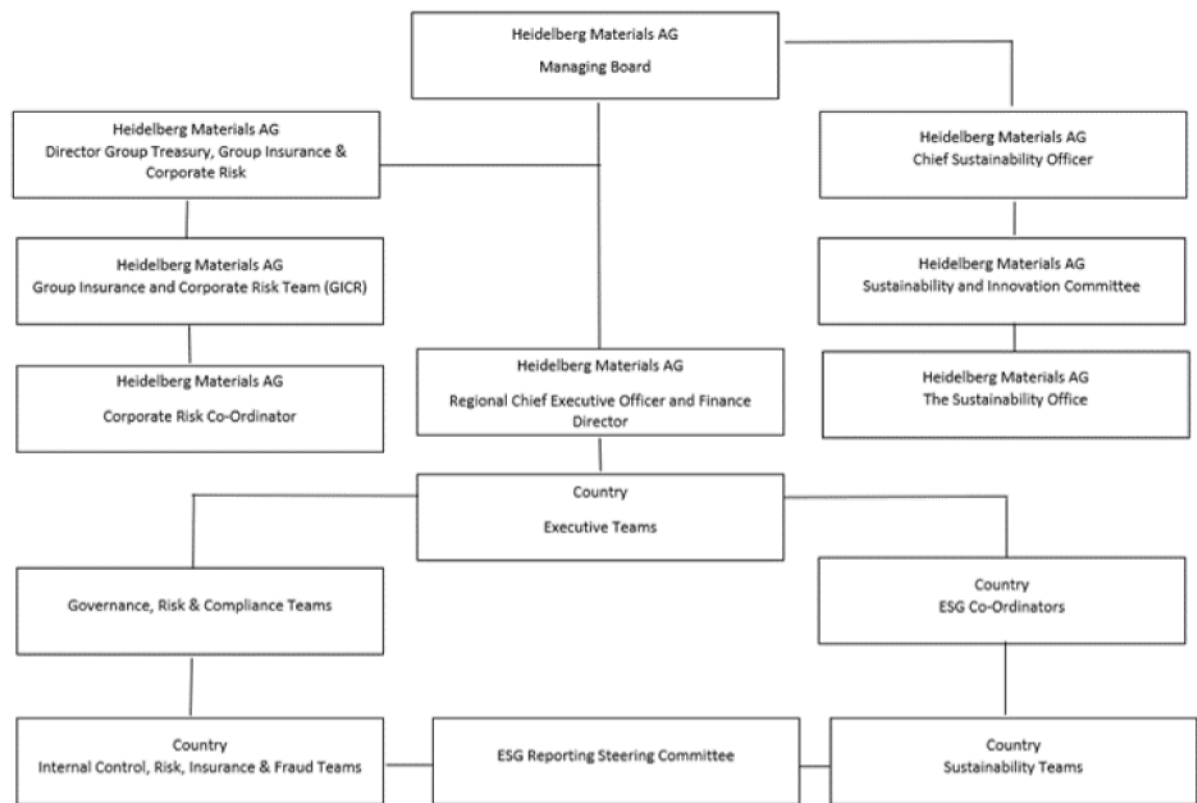 Heidelberg Materials AG
Managing Board
Heidelberg Materials AG
Director Group Treasury, Group Insurance &
Corporate Risk
Heidelberg Materials AG
Chief Sustainability Officer
Heidelberg Materials AG
Group Insurance and Corporate Risk Team (GICR)
Heidelberg Materials AG
Sustainability and Innovation Committee
Heidelberg Materials AG
Corporate Risk Co-Ordinator
Heidelberg Materials AG
Regional Chief Executive Officer and Finance
Director
Heidelberg Materials AG
The Sustainability Office
Country
Executive Teams
Governance, Risk & Compliance Teams
Country
ESG Co-Ordinators
Country
Internal Control, Risk, Insurance & Fraud Teams
ESG Reporting Steering Committee
Country
Sustainability Teams